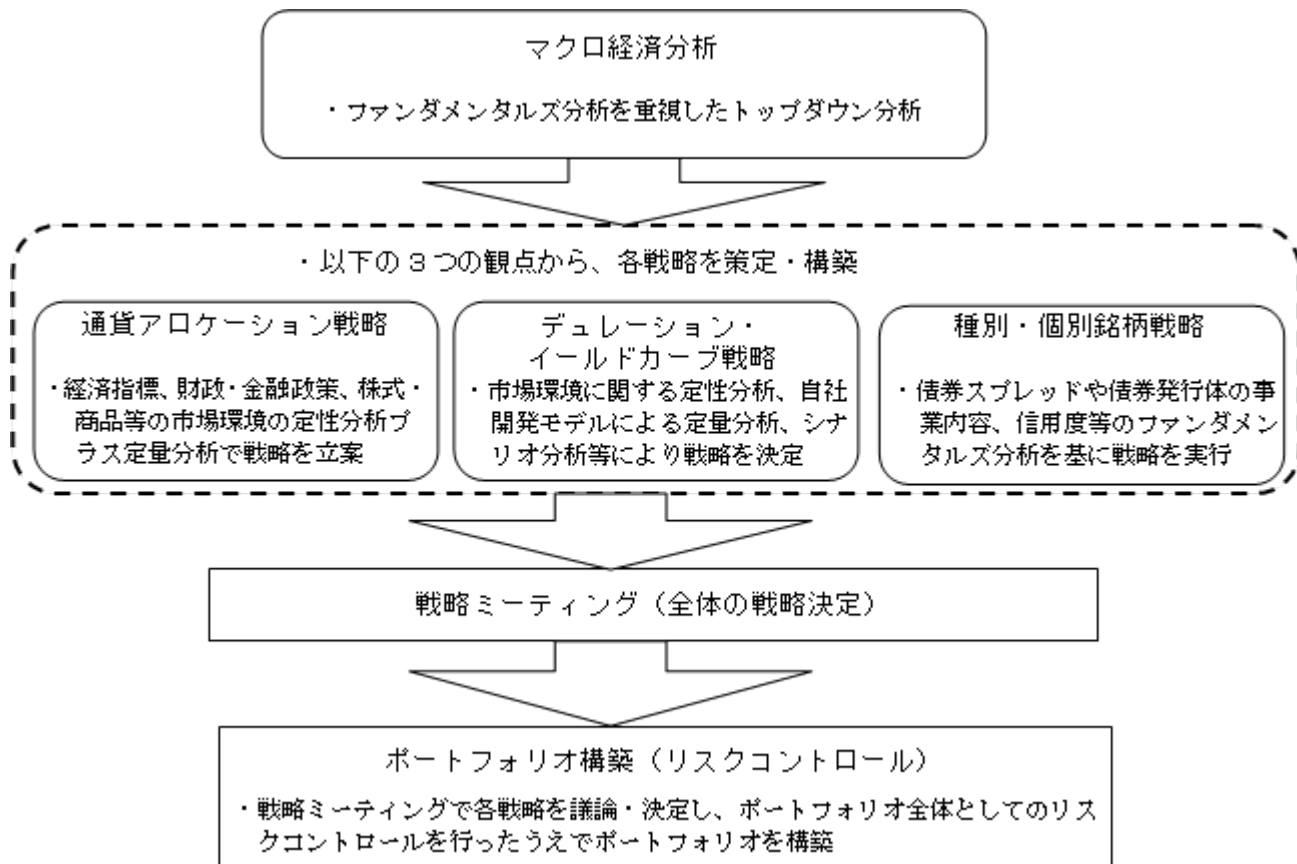 マクロ経済分析
・ファンダメンタルズ分析を重視したトップダウン分析
・以下の３つの観点から、各戦略を策定・構築
通貨アロケーション戦略
・経済指標、財政・金融政策、株式・
商品等の市場環境の定性分析プ
ラス定量分析で戦略を立案
デュレーション・
イールドカーブ戦略
・市場環境に関する定性分析、自社
開発モデルによる定量分析、シナ
リオ分析等により戦略を決定
種別・個別銘柄戦略
・債券スプレッドや債券発行体の事
業内容、信用度等のファンダメン
タルズ分析を基に戦略を実行
戦略ミーティング（全体の戦略決定）
ポートフォリオ構築（リスクコントロール）
・戦略ミーティングで各戦略を議論・決定し、ポートフォリオ全体としてのリス
クコントロールを行ったうえでポートフォリオを構築